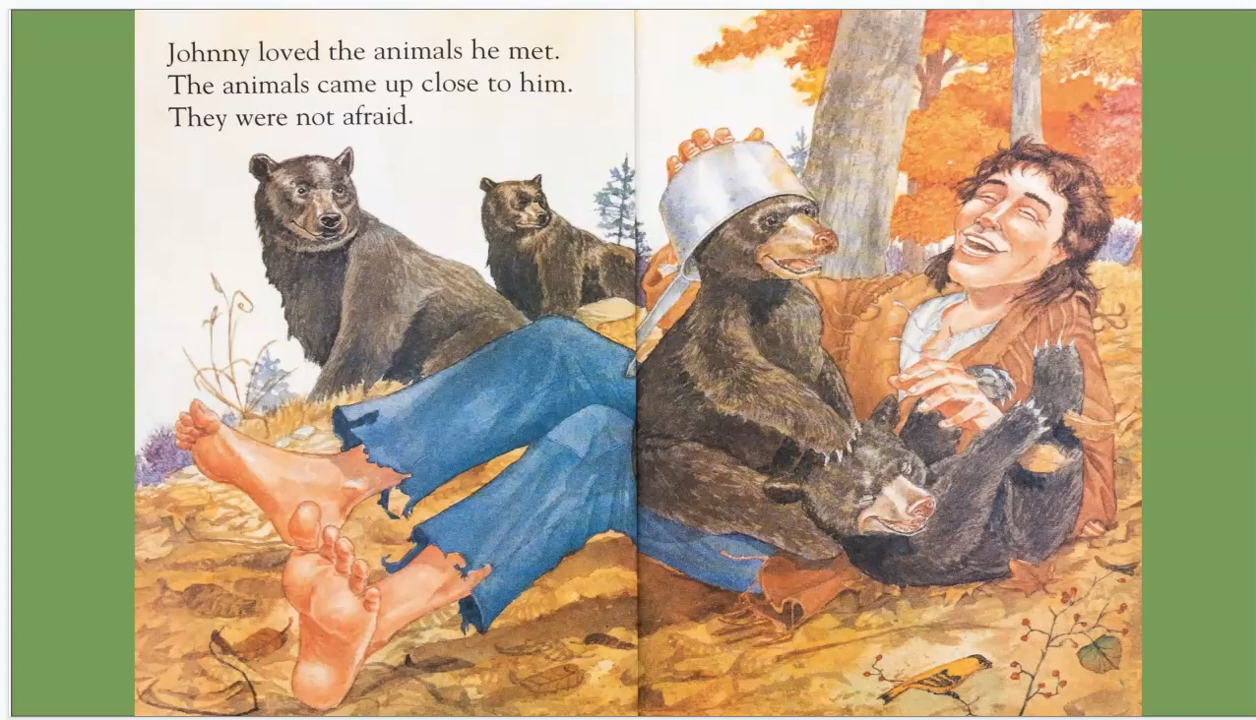 Johnny loved the animals he met.
The animals came up close to him.
They were not afraid.